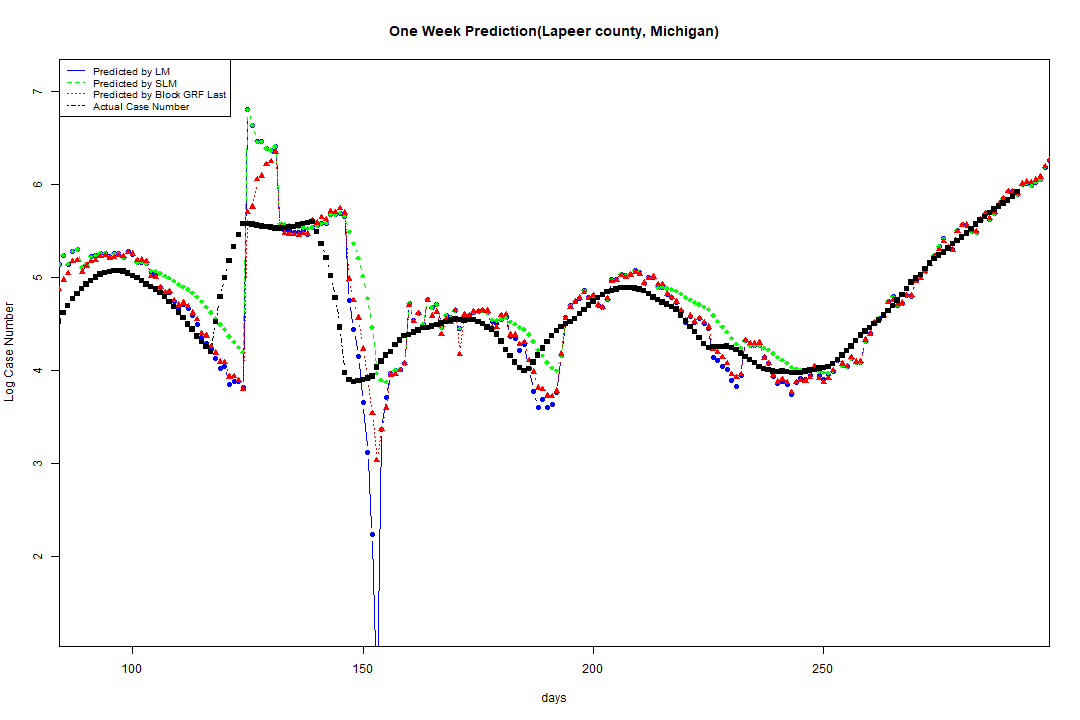 One Week Prediction(Lapeer county, Michigan)
Predicted by LM
Predicted by SLM
Predicted by Block GRF Last
Actual Case Number
7
6
5
4
3
2
Log Case Number
100 150 200 250
days